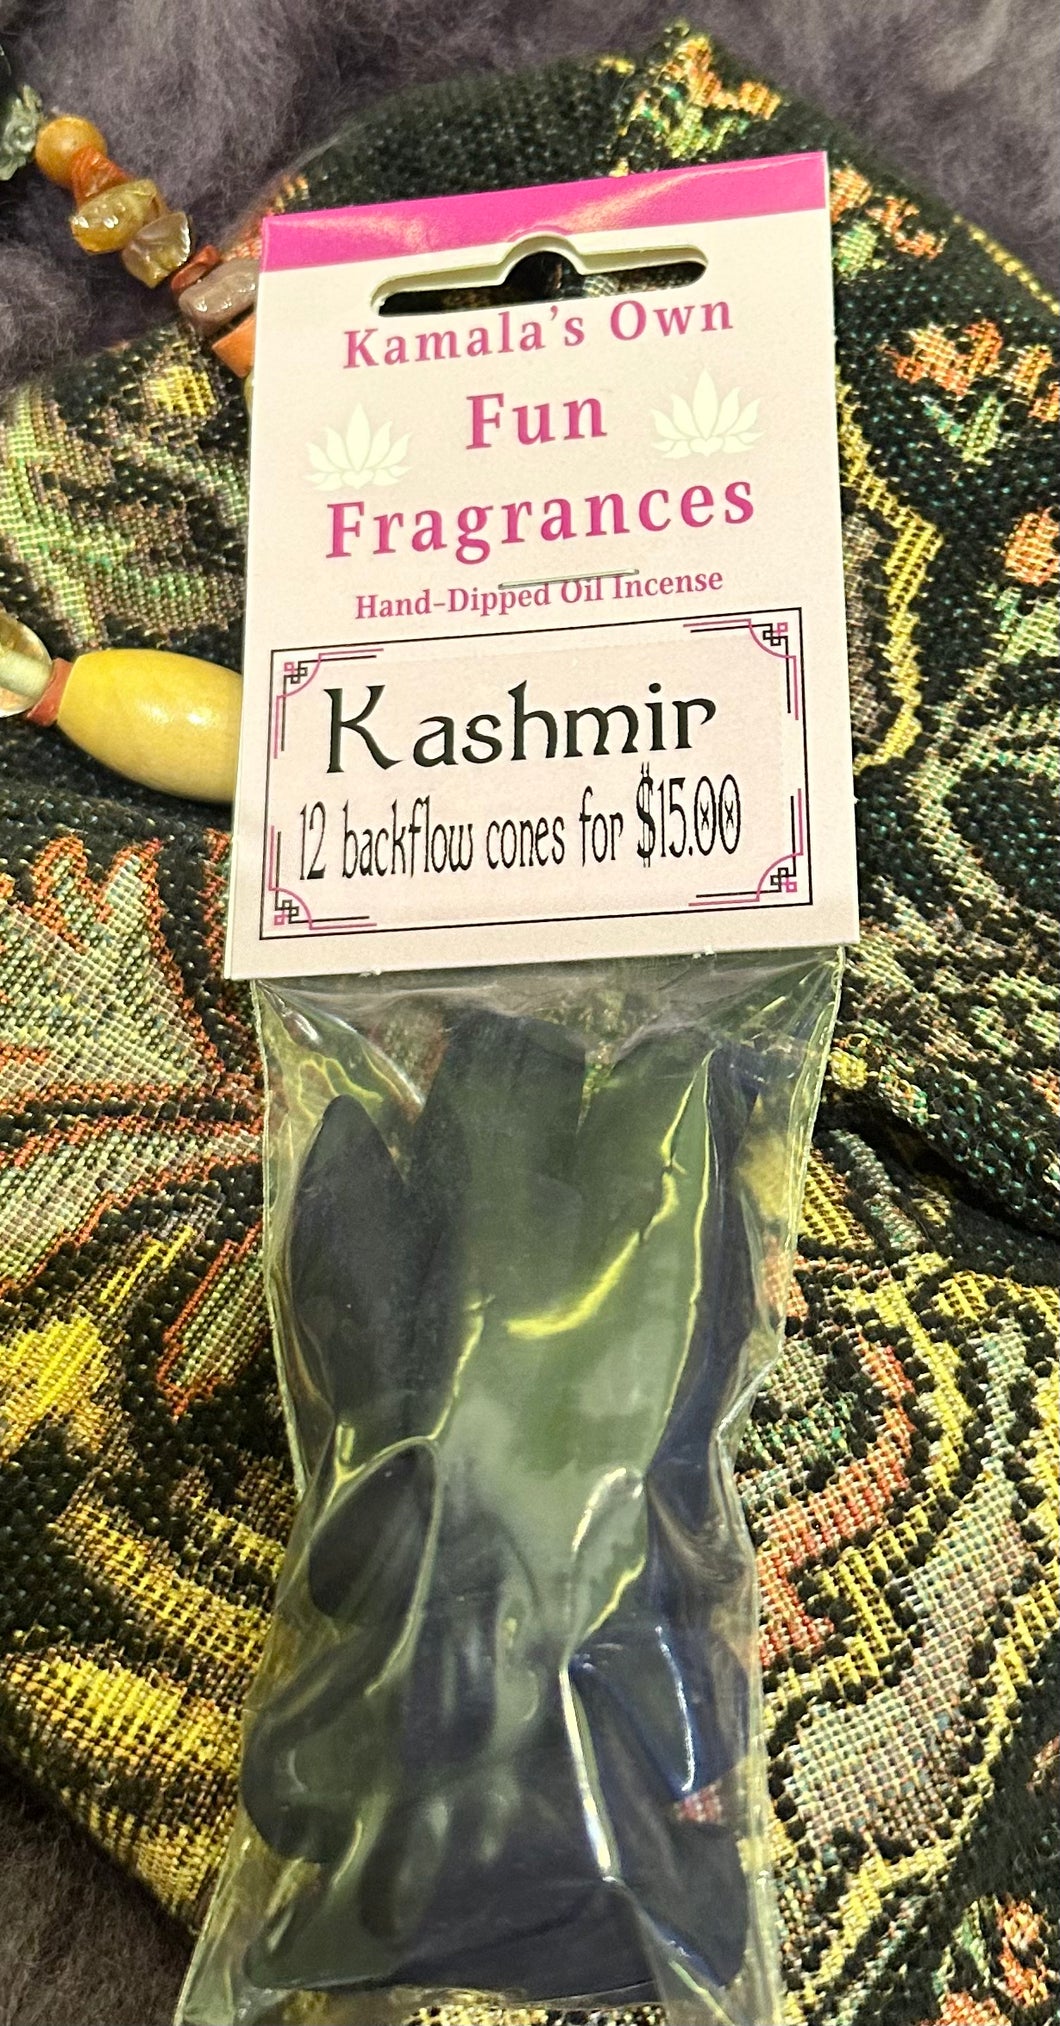 Kamala's Own
Fun
Fragrances
Hand-Dipped Oil Incense
Kashmir
12 backflow cones for $15.00